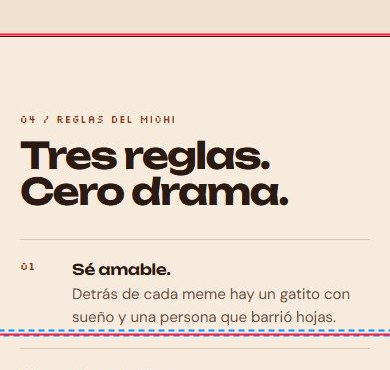 04 / REGLAS DEL MICHI
Tres reglas.
Cero drama.
01
Sé amable.
Detrás de cada meme hay un gatito con
sueño y una persona que barrió hojas.